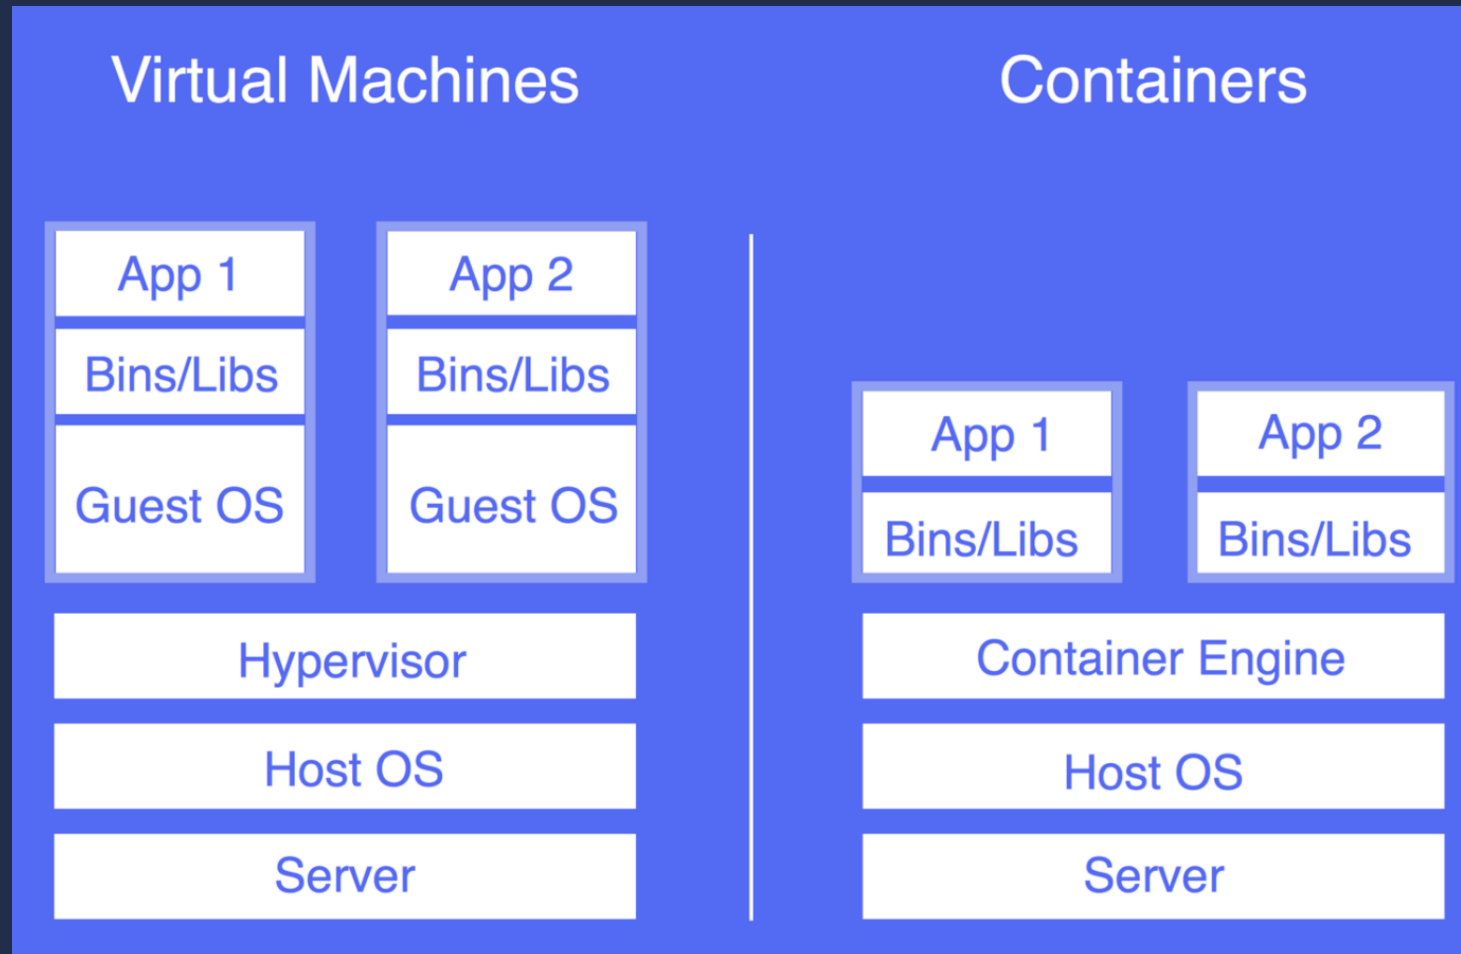 Virtual Machines
App 1
Bins/Libs
Guest OS
App 2
Bins/Libs
Guest OS
Hypervisor
Host OS
Server
Containers
App 1
Bins/Libs
App 2
Bins/Libs
Container Engine
Host OS
Server